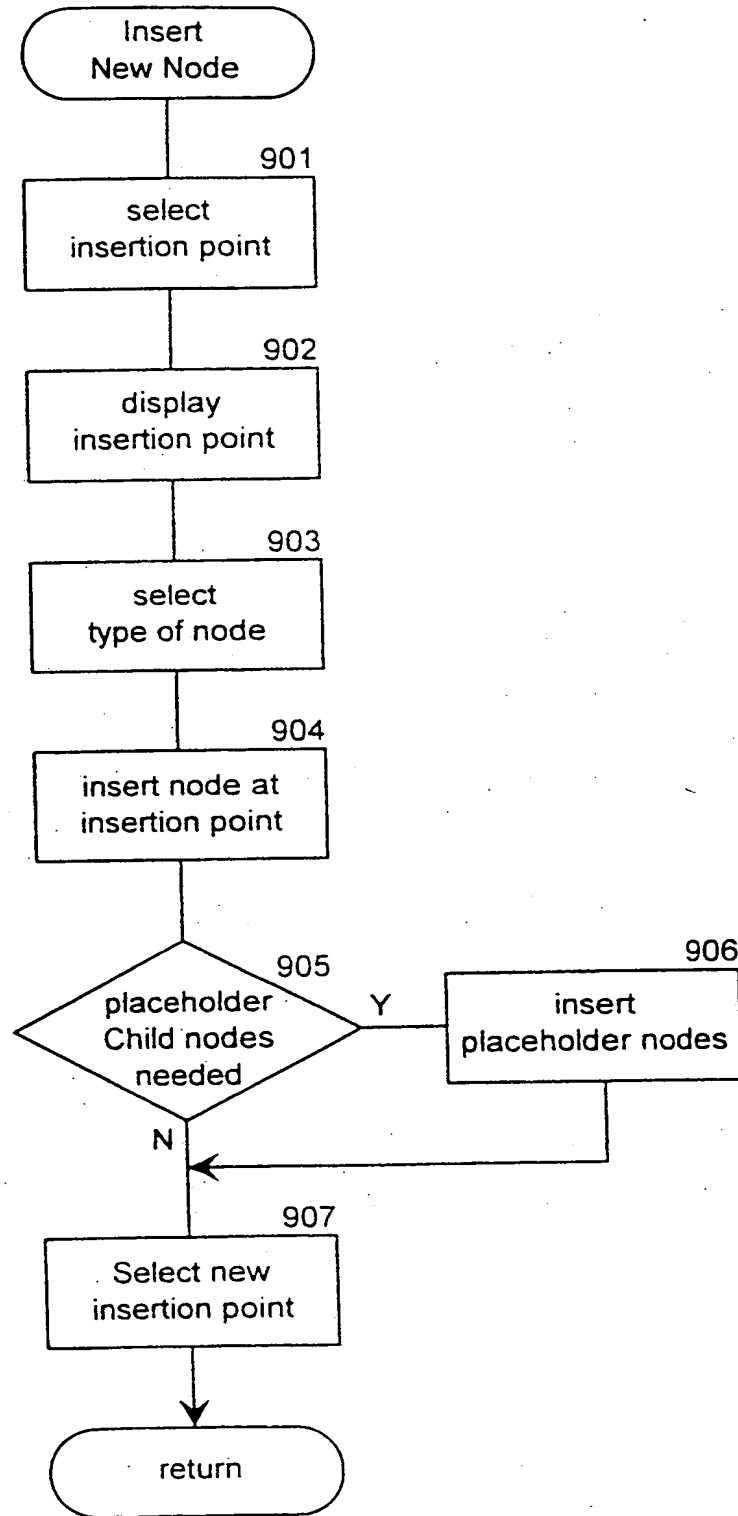 Insert
New Node
901
select
insertion point
902
display
insertion point
903
select
type of node
904
insert node at
insertion point
905
placeholder
Child nodes
needed
Y
N
906
insert
placeholder nodes
907
Select new
insertion point
return